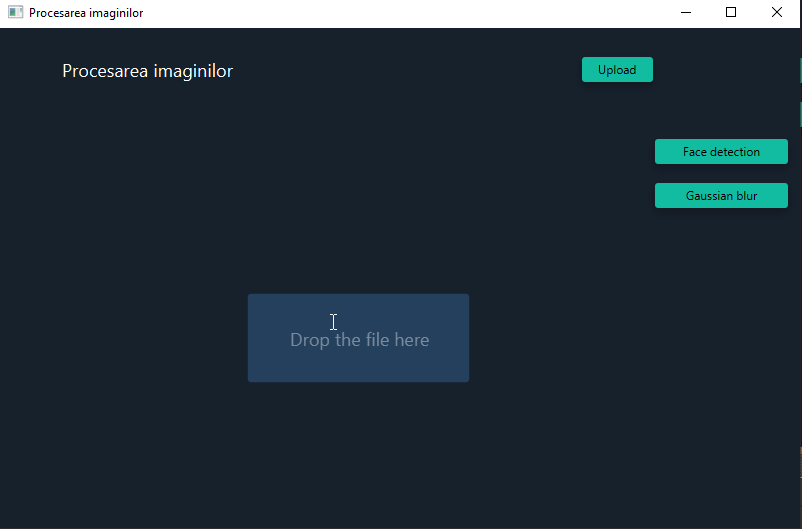 Procesarea imaginilor
Procesarea imaginilor
Upload
Face detection
Gaussian blur
Drop the file here